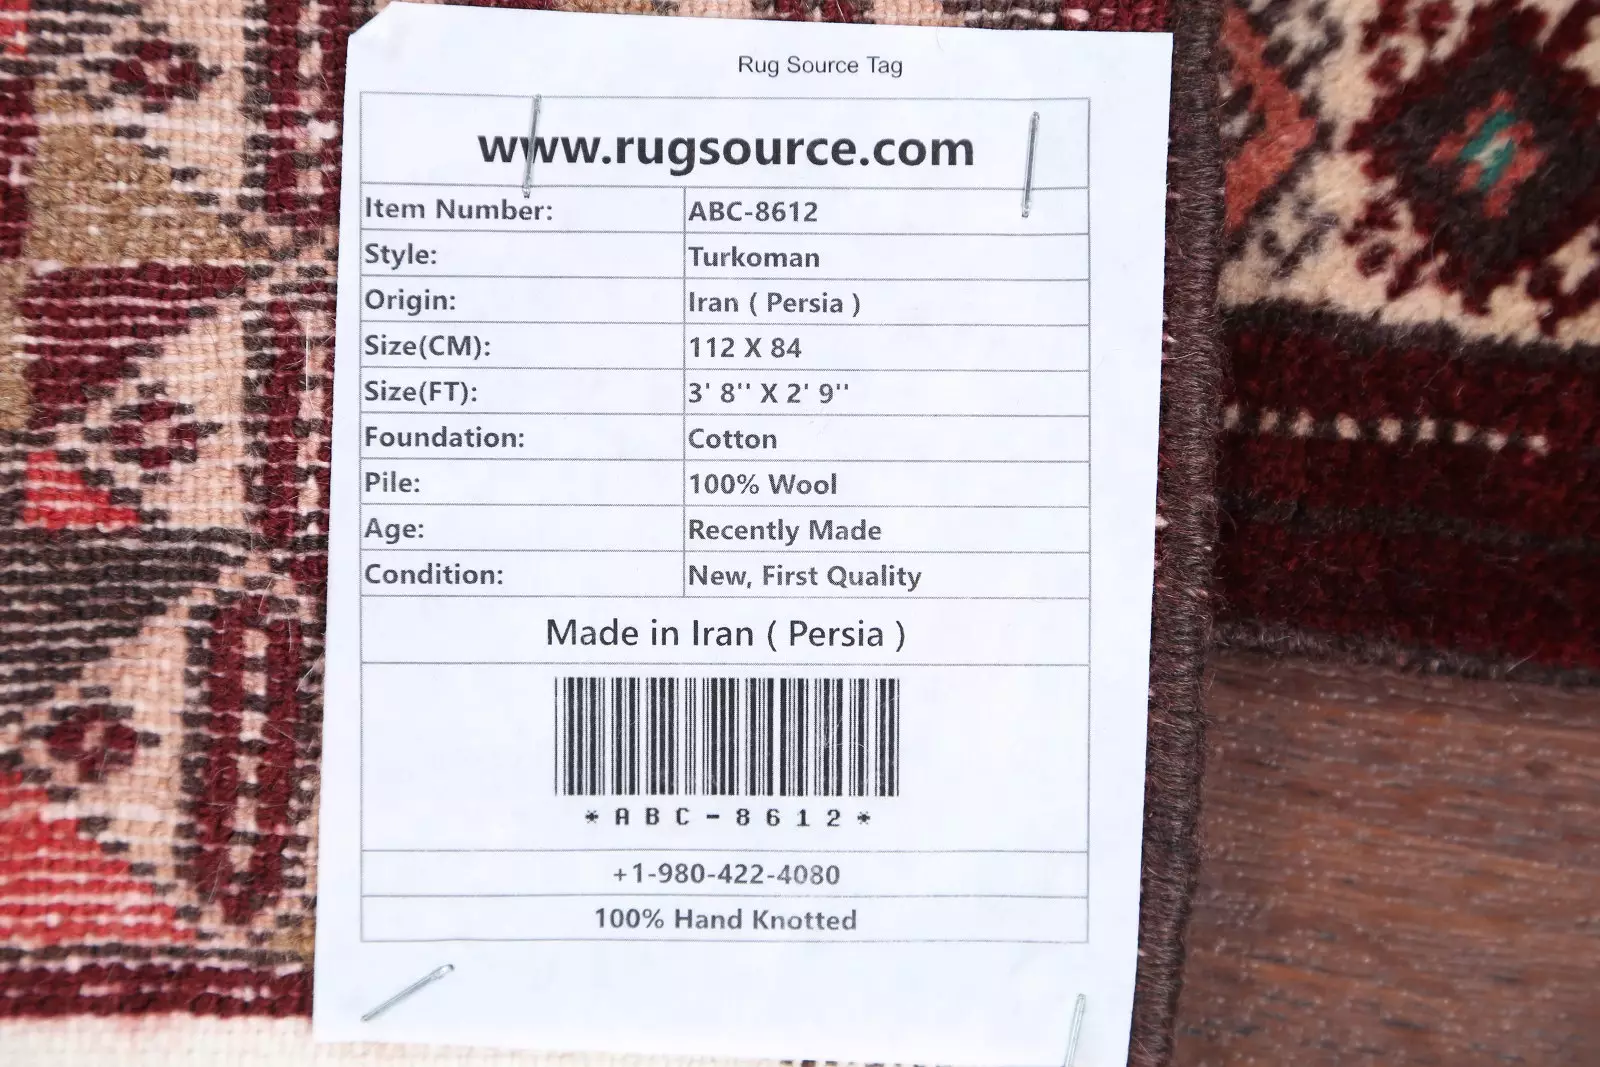 Rug Source Tag
www.rugsource.com
Item Number: ABC-8612
Style: Turkoman
Origin: Iran ( Persia )
Size(CM): 112 X 84
Size(FT): 3' 8'' X 2' 9''
Foundation: Cotton
Pile: 100% Wool
Age: Recently Made
Condition: New, First Quality
Made in Iran ( Persia )
*ABC-8612*
+1-980-422-4080
100% Hand Knotted